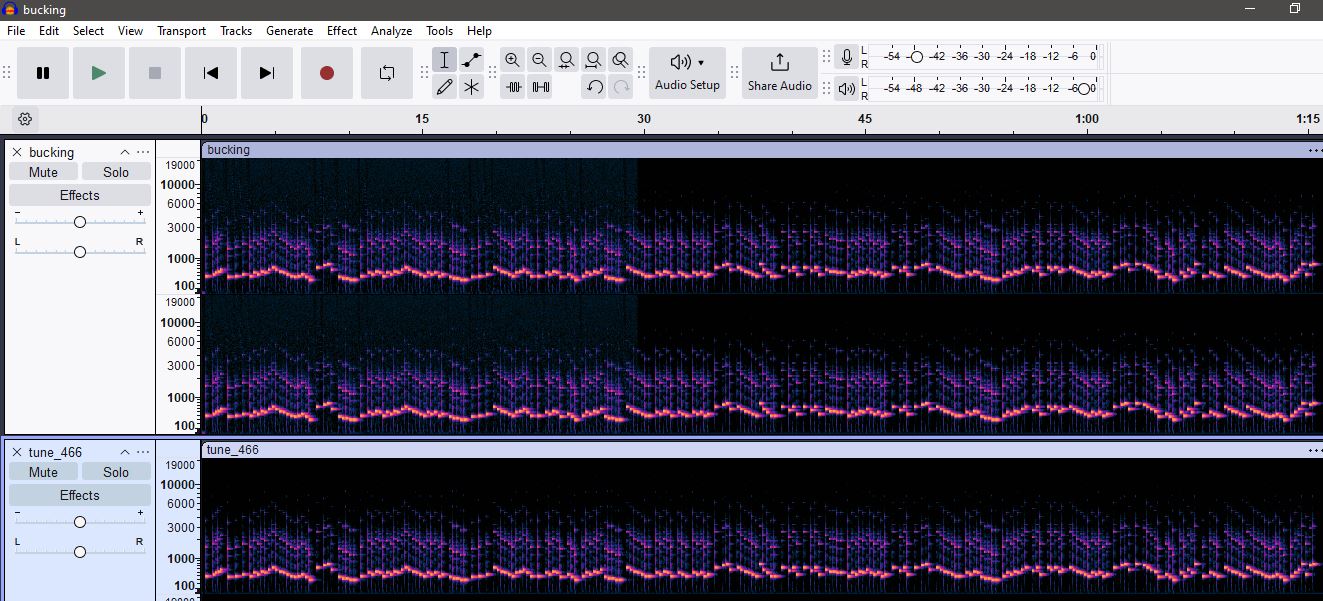 bucking
File Edit Select View Transport Tracks Generate Effect Analyze Tools Help
Audio Setup
Share Audio
L
R
-54 -42 -36 -30 -24 -18 -12 -6 0
L
R
-54 -48 -42 -36 -30 -24 -18 -12 -6 0
0 15 30 45 1:00 1:15
bucking
Mute Solo
Effects
- +
L R
bucking
19000
10000
6000
3000
1000
100
19000
10000
6000
3000
1000
100
tune_466
Mute Solo
Effects
- +
L R
tune_466
19000
10000
6000
3000
1000
100